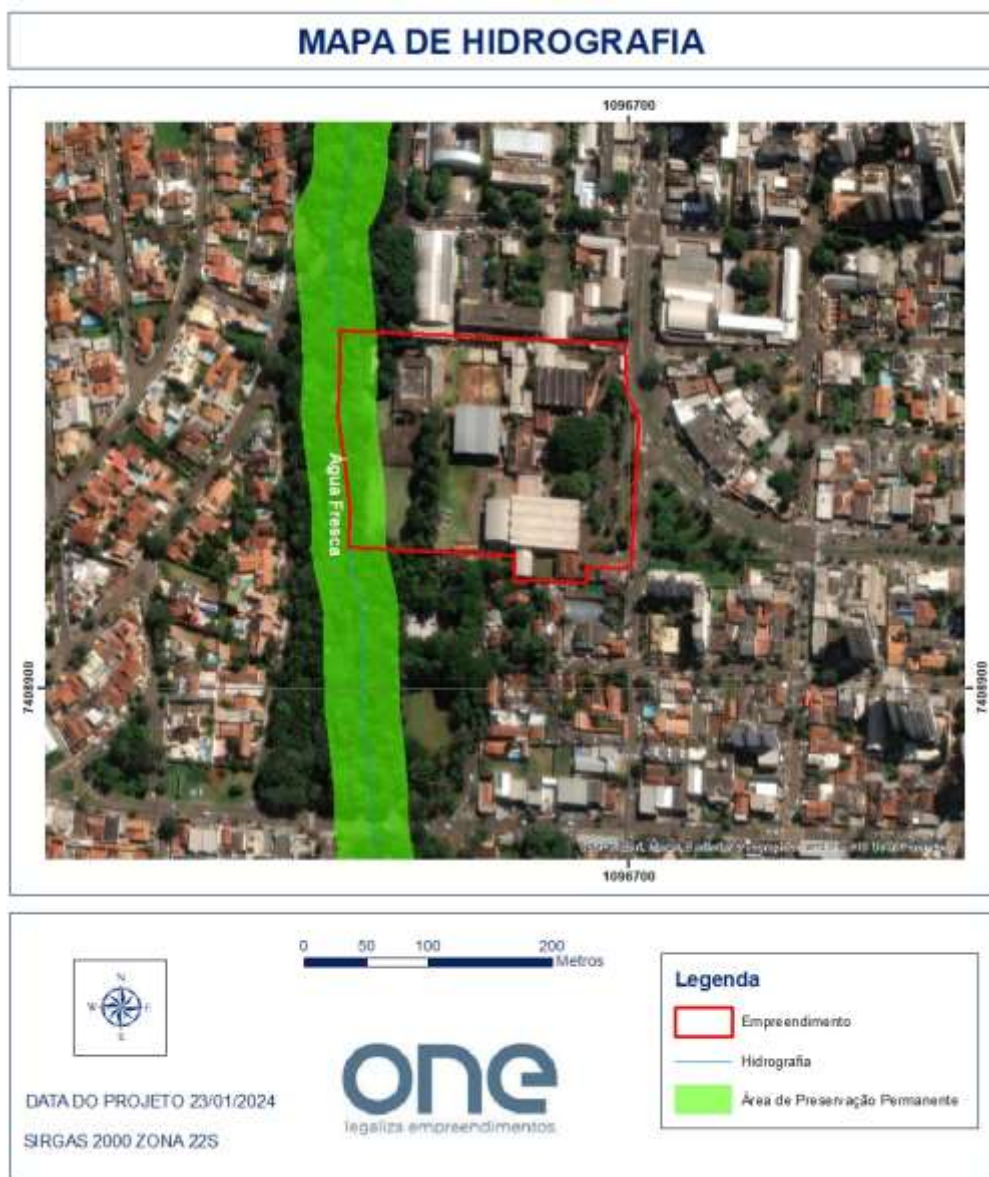 MAPA DE HIDROGRAFIA
1096700
Água Fresca
7408900
7408900
1096700
0 50 100 200
Metros
N
W E
E
one
legaliza empreendimentos
DATA DO PROJETO 23/01/2024
SIRGAS 2000 ZONA 22S
Legenda
Empreendimento
Hidrografia
Área de Preservação Permanente